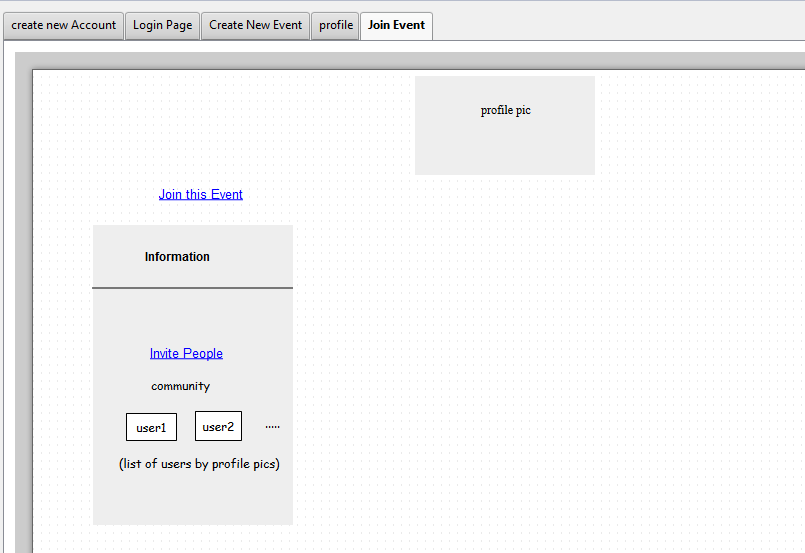 create new Account Login Page Create New Event profile Join Event
profile pic
Join this Event
Information
Invite People
community
user1 user2 .....
(list of users by profile pics)